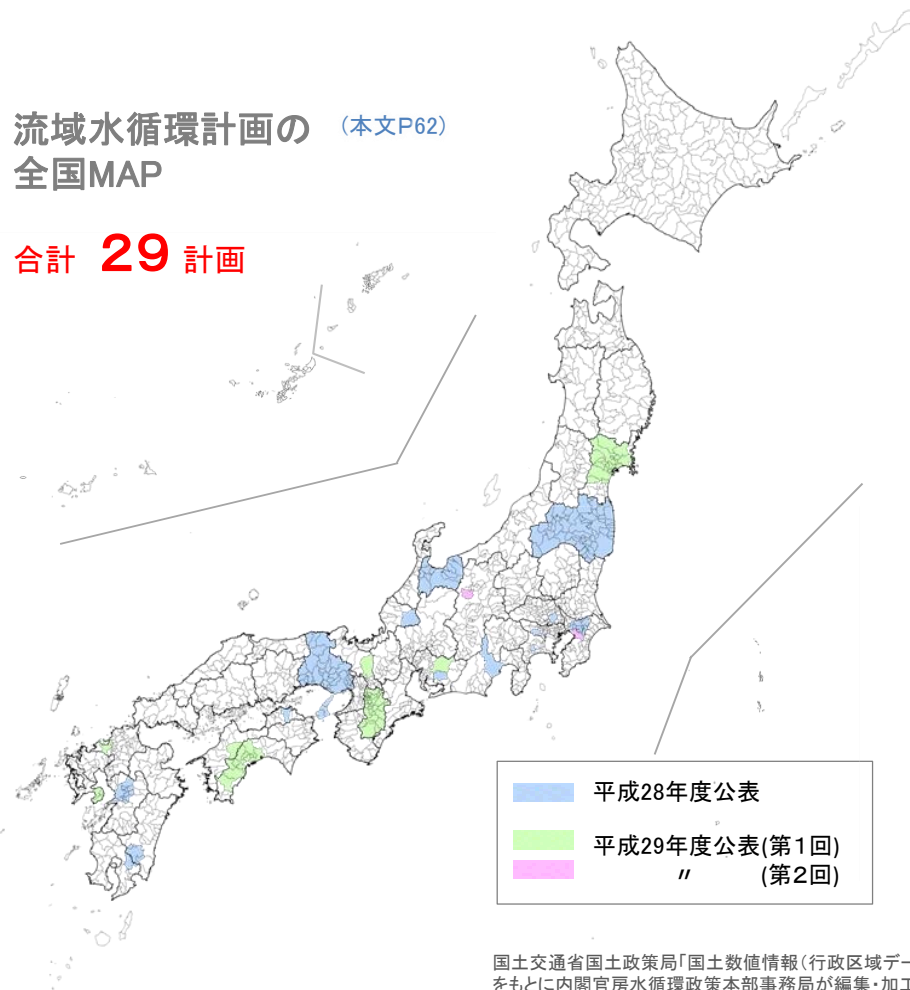 流域水循環計画の (本文P62)
全国MAP
合計 29 計画
平成28年度公表
平成29年度公表(第1回)
〃 (第2回)
国土交通省国土政策局「国土数値情報(行政区域デー
をもとに内閣官房水循環政策本部事務局が編集・加工